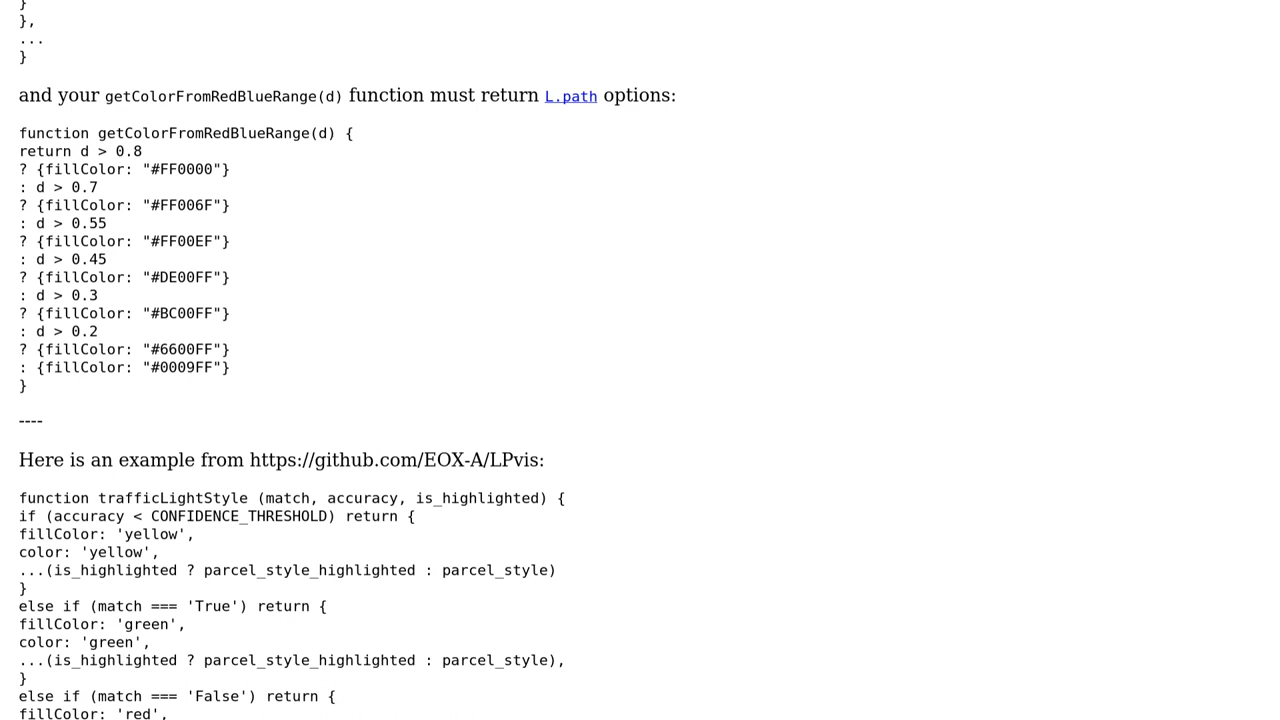 }
},
...
}
and your getColorFromRedBlueRange(d) function must return L.path options:
function getColorFromRedBlueRange(d) {
return d > 0.8
? {fillColor: "#FF0000"}
: d > 0.7
? {fillColor: "#FF006F"}
: d > 0.55
? {fillColor: "#FF00EF"}
: d > 0.45
? {fillColor: "#DE00FF"}
: d > 0.3
? {fillColor: "#BC00FF"}
: d > 0.2
? {fillColor: "#6600FF"}
: {fillColor: "#0009FF"}
}
----
Here is an example from https://github.com/EOX-A/LPvis:
function trafficLightStyle (match, accuracy, is_highlighted) {
if (accuracy < CONFIDENCE_THRESHOLD) return {
fillColor: 'yellow',
color: 'yellow',
...(is_highlighted ? parcel_style_highlighted : parcel_style)
}
else if (match === 'True') return {
fillColor: 'green',
color: 'green',
...(is_highlighted ? parcel_style_highlighted : parcel_style),
}
else if (match === 'False') return {
fillColor: 'red',